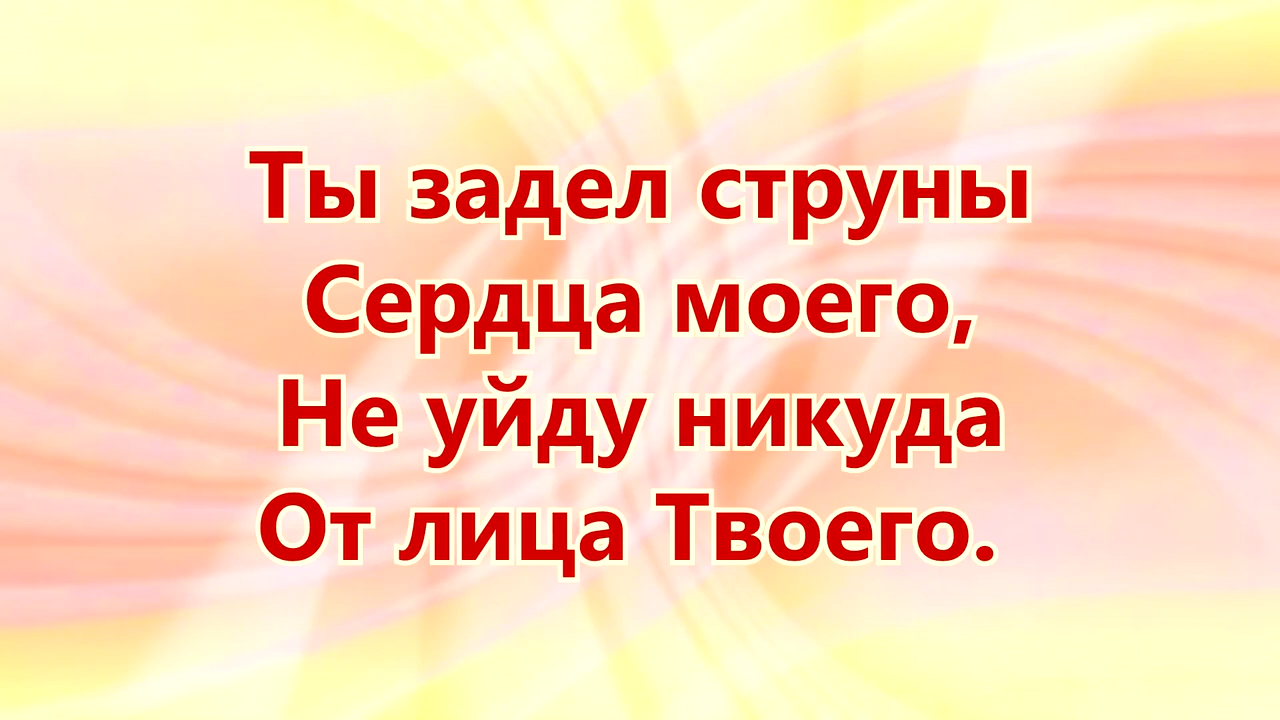 Ты задел струны
Сердца моего,
Не уйду никуда
От лица Твоего.